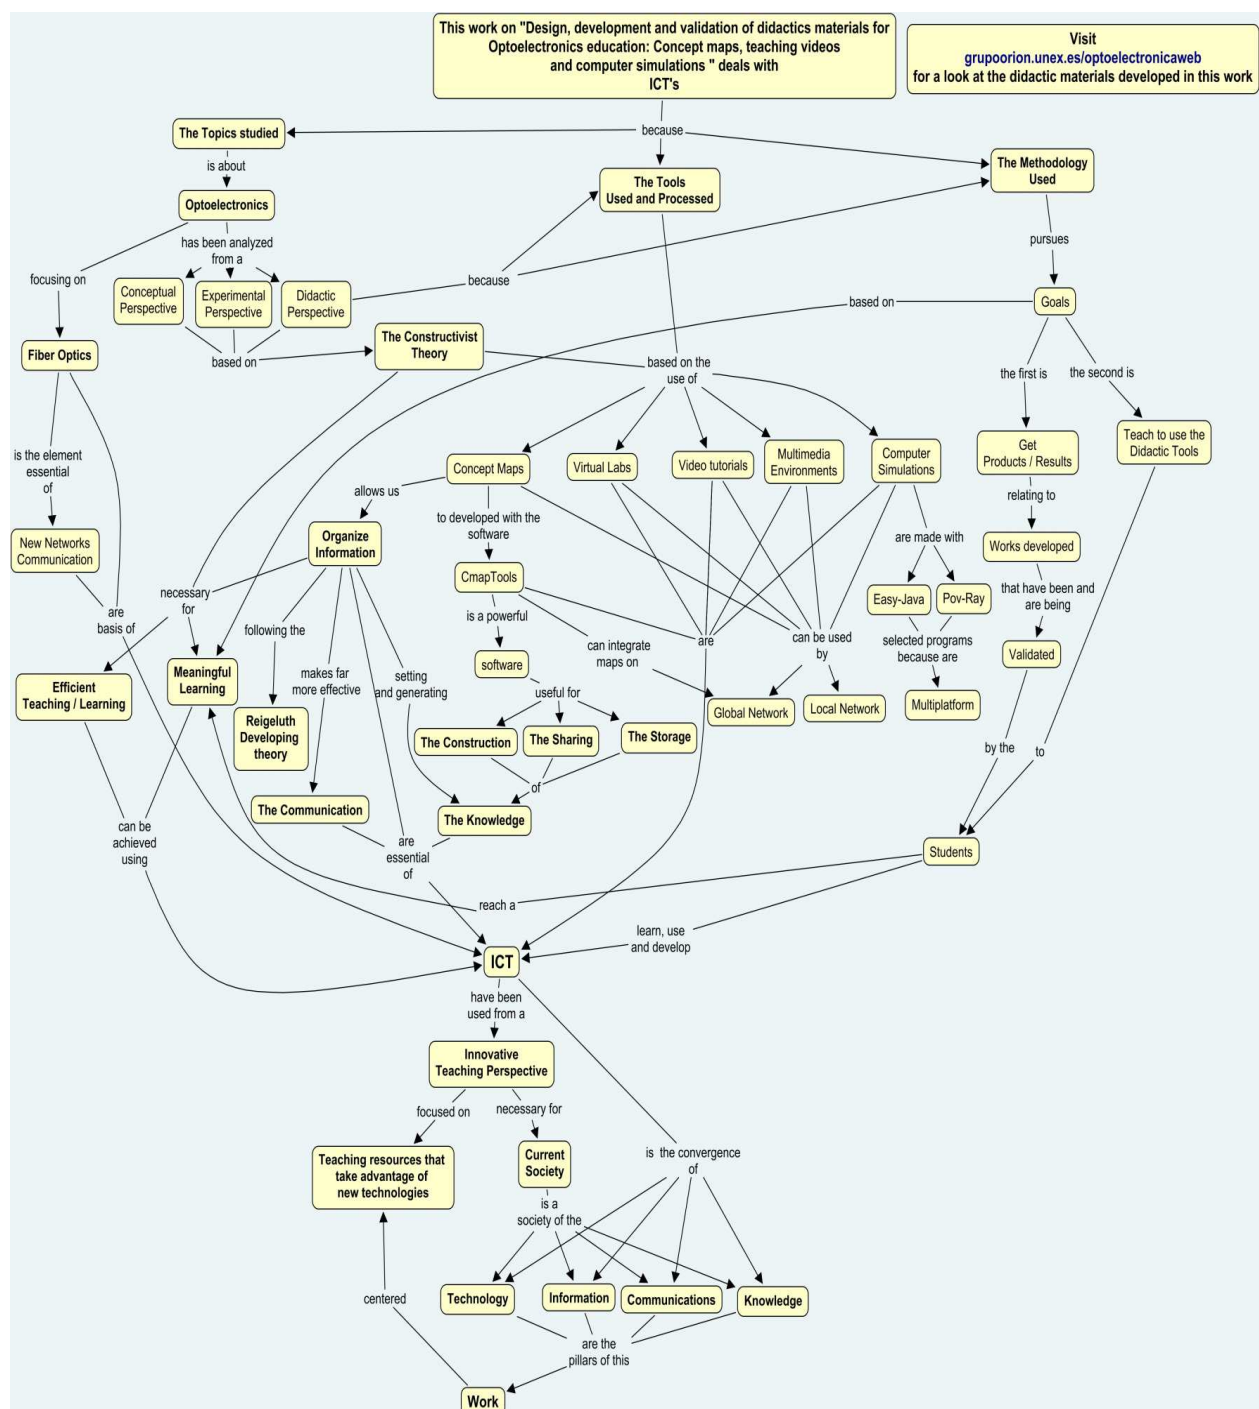 This work on "Design, development and validation of didactics materials for
Optoelectronics education: Concept maps, teaching videos
and computer simulations " deals with
ICT's
Visit
grupoorion.unex.es/optoelectronicaweb
for a look at the didactic materials developed in this work
because
The Topics studied
is about
Optoelectronics
The Tools
Used and Processed
The Methodology
Used
pursues
has been analyzed
from a
focusing on
because
Conceptual
Perspective
Experimental
Perspective
Didactic
Perspective
based on
Goals
Fiber Optics
based on
The Constructivist
Theory
based on the
use of
the first is
the second is
is the element
essential
of
Concept Maps
Virtual Labs
Video tutorials
Multimedia
Environments
Computer
Simulations
Get
Products / Results
Teach to use the
Didactic Tools
allows us
to developed with the
software
relating to
New Networks
Communication
Organize
Information
are made with
Works developed
CmapTools
Easy-Java
Pov-Ray
that have been and
are being
necessary
for
are
basis of
following the
is a powerful
can integrate
maps on
are
can be used
by
selected programs
because are
Validated
Efficient
Teaching / Learning
Meaningful
Learning
makes far
more effective
setting
and generating
software
useful for
Global Network
Local Network
Multiplatform
Reigeluth
Developing
theory
The Construction
The Sharing
The Storage
by the
to
of
The Communication
The Knowledge
can be
achieved
using
are
essential
of
Students
reach a
learn, use
and develop
ICT
have been
used from a
Innovative
Teaching Perspective
focused on
necessary for
Teaching resources that
take advantage of
new technologies
Current
Society
is the convergence
of
is a
society of the
centered
Technology
Information
Communications
Knowledge
are the
pillars of this
Work